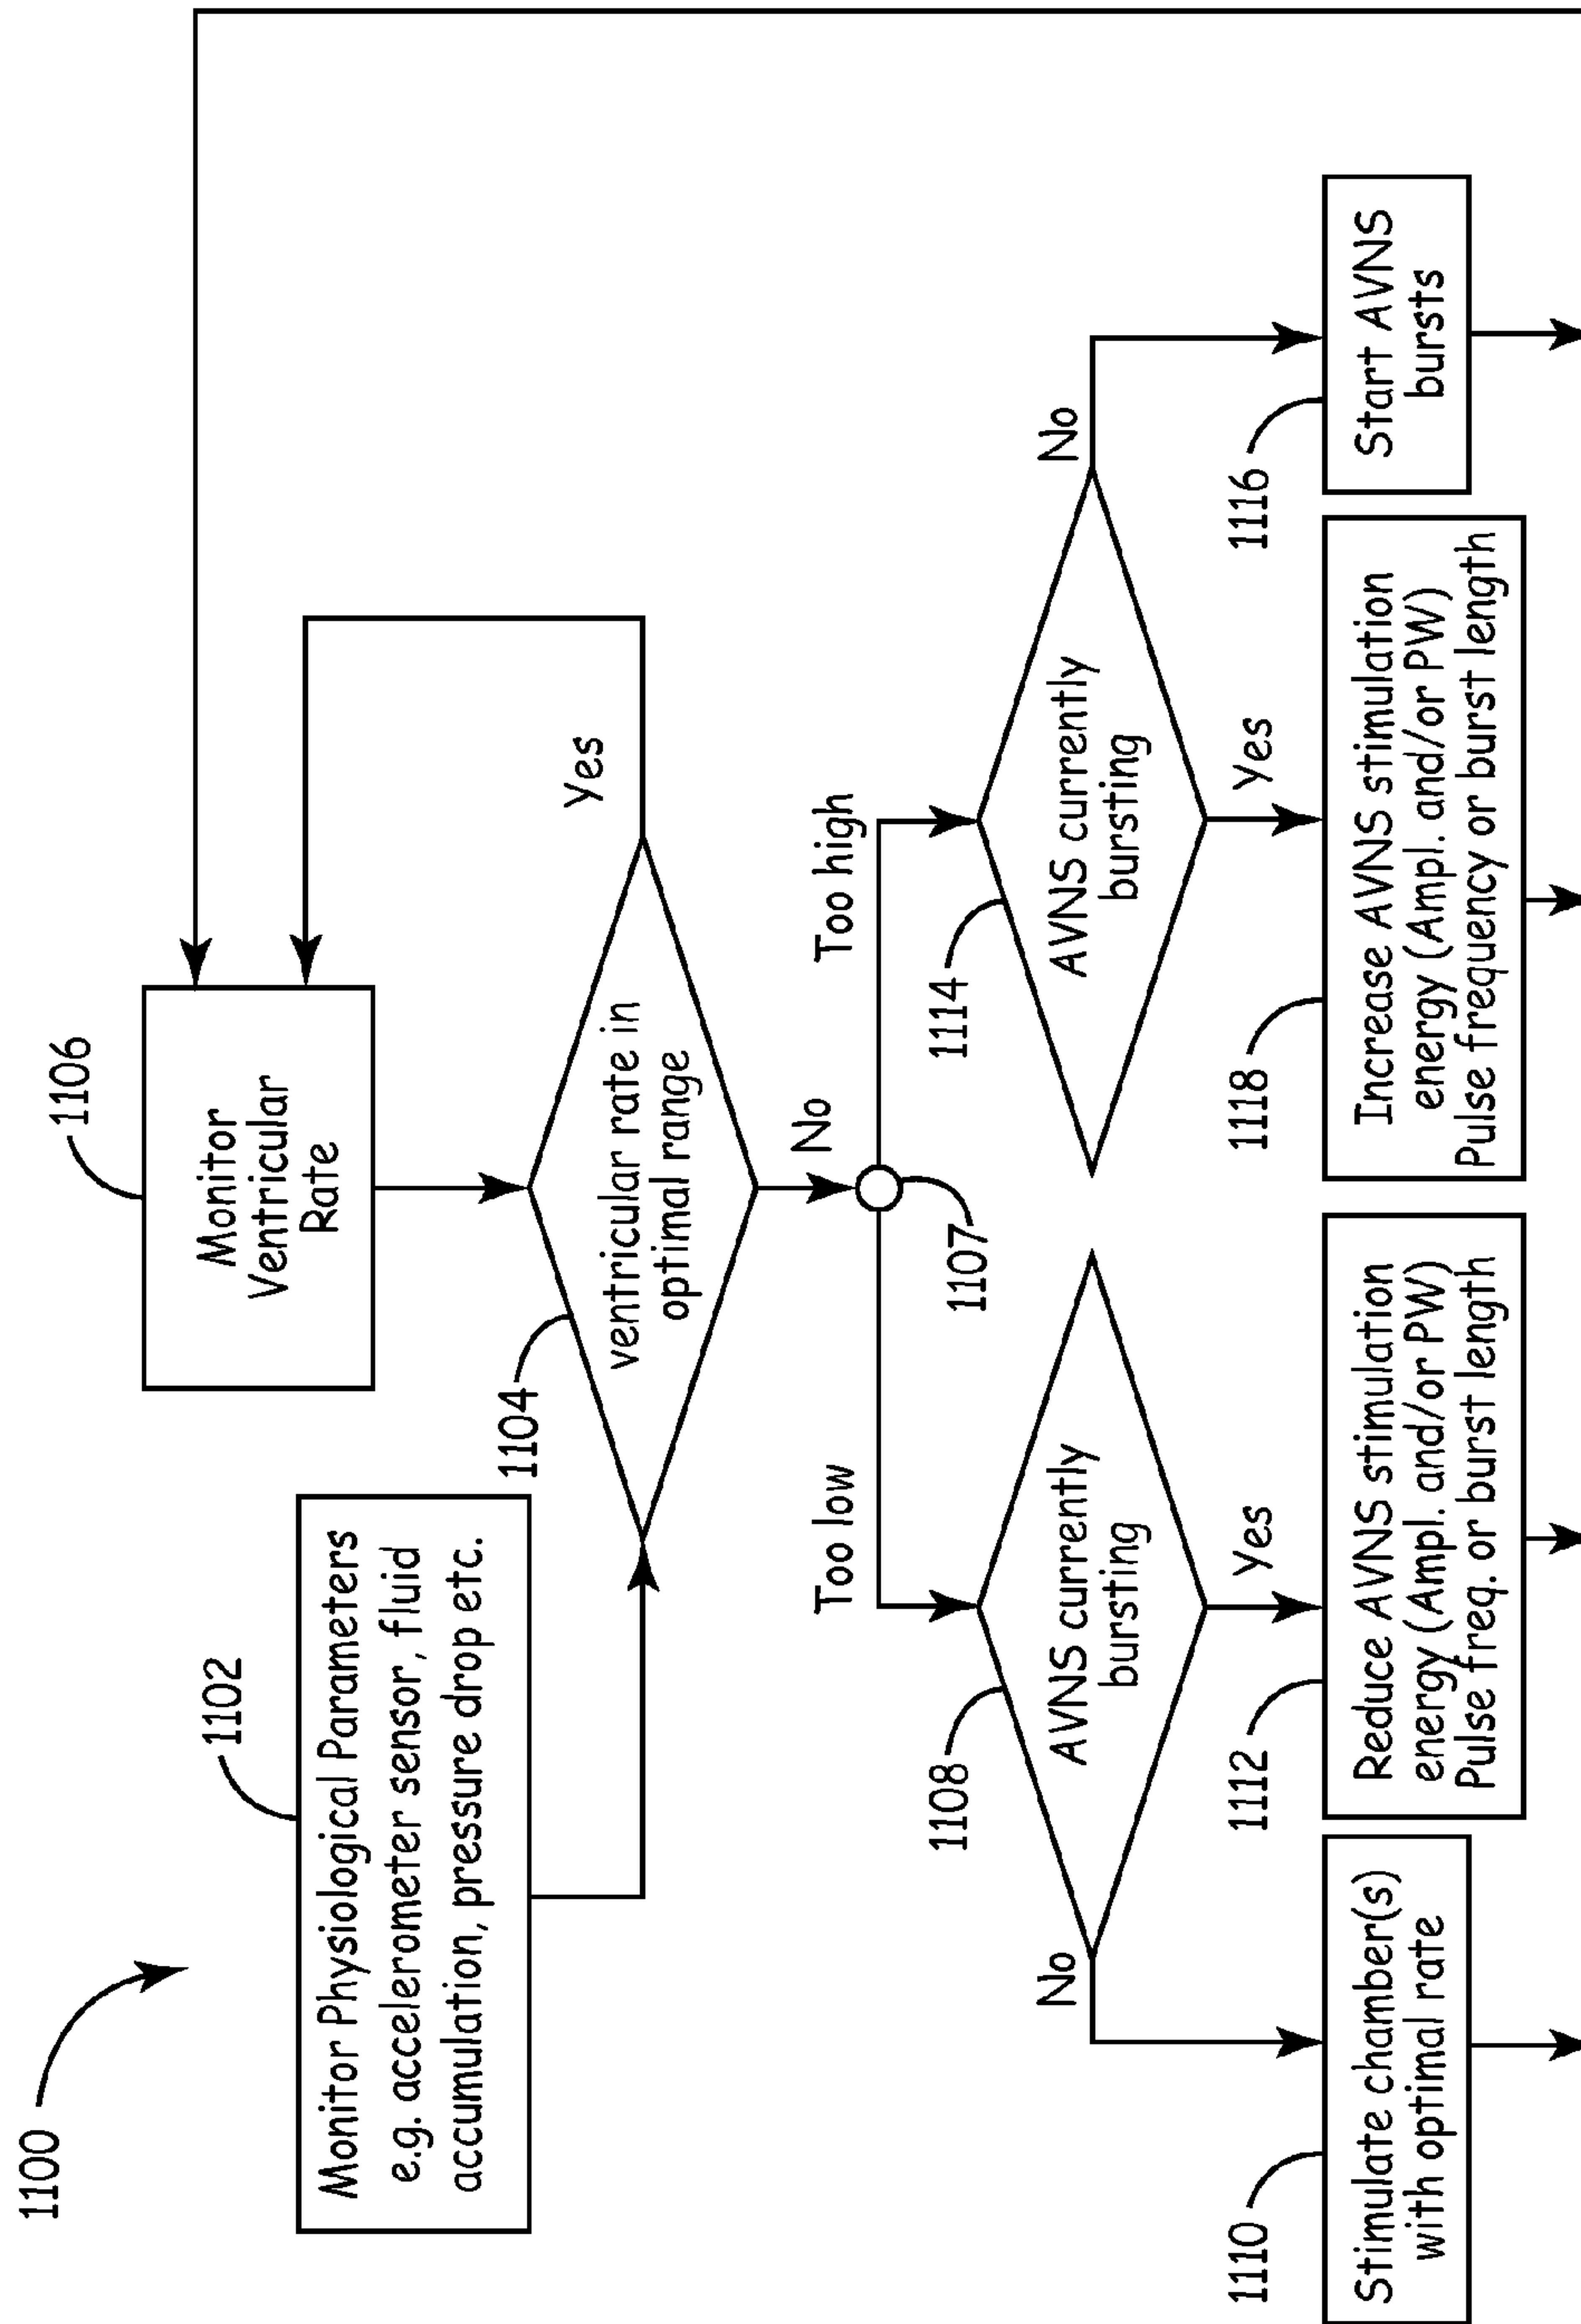 1100
1102
Monitor Physiological Parameters
e.g. accelerometer sensor, fluid
accumulation, pressure drop etc.
1106
Monitor
Ventricular
Rate
1104
ventricular rate in
optimal range
Yes
No
1107
Too low
Too high
1108
AVNS currently
bursting
No
Yes
1114
AVNS currently
bursting
Yes
No
1110
Stimulate chamber(s)
with optimal rate
1112
Reduce AVNS stimulation
energy (Ampl. and/or PW)
Pulse freq. or burst length
1118
Increase AVNS stimulation
energy (Ampl. and/or PW)
Pulse frequency or burst length
1116
Start AVNS
bursts